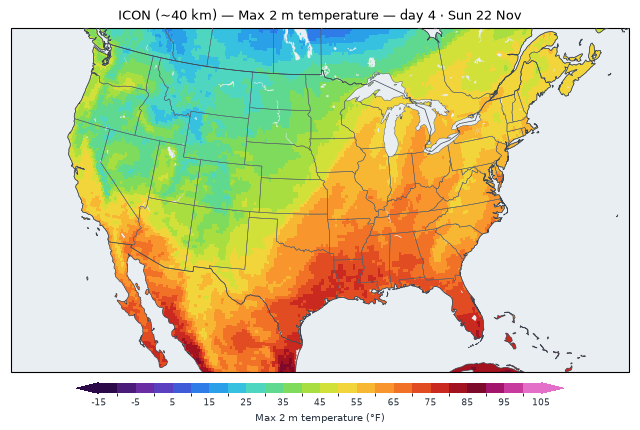 ICON (~40 km) — Max 2 m temperature — day 4 · Sun 22 Nov
-15 -5 5 15 25 35 45 55 65 75 85 95 105
Max 2 m temperature (°F)